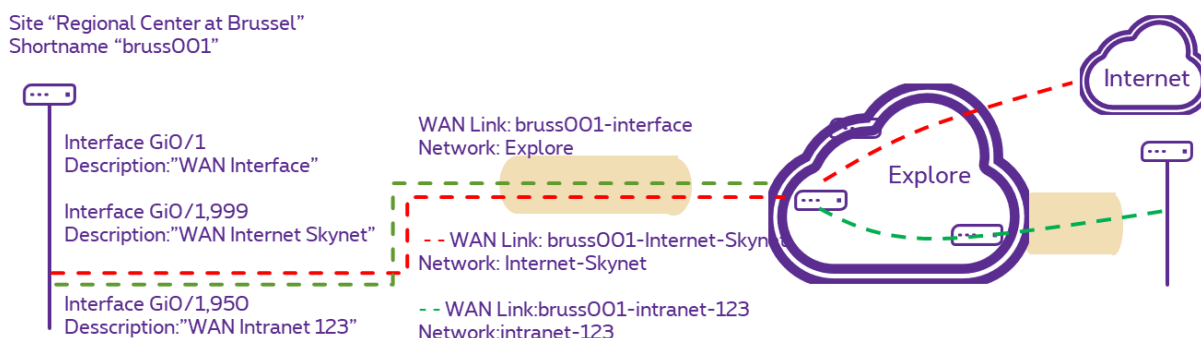 Site “Regional Center at Brussel”
Shortname “bruss001”
Internet
Interface Gi0/1
Description:”WAN Interface”
WAN Link: bruss001-interface
Network: Explore
Explore
Interface Gi0/1,999
Description:”WAN Internet Skynet”
WAN Link: bruss001-Internet-Skynet
Network: Internet-Skynet
Interface Gi0/1,950
Desscription:”WAN Intranet 123”
WAN Link:bruss001-intranet-123
Network:intranet-123